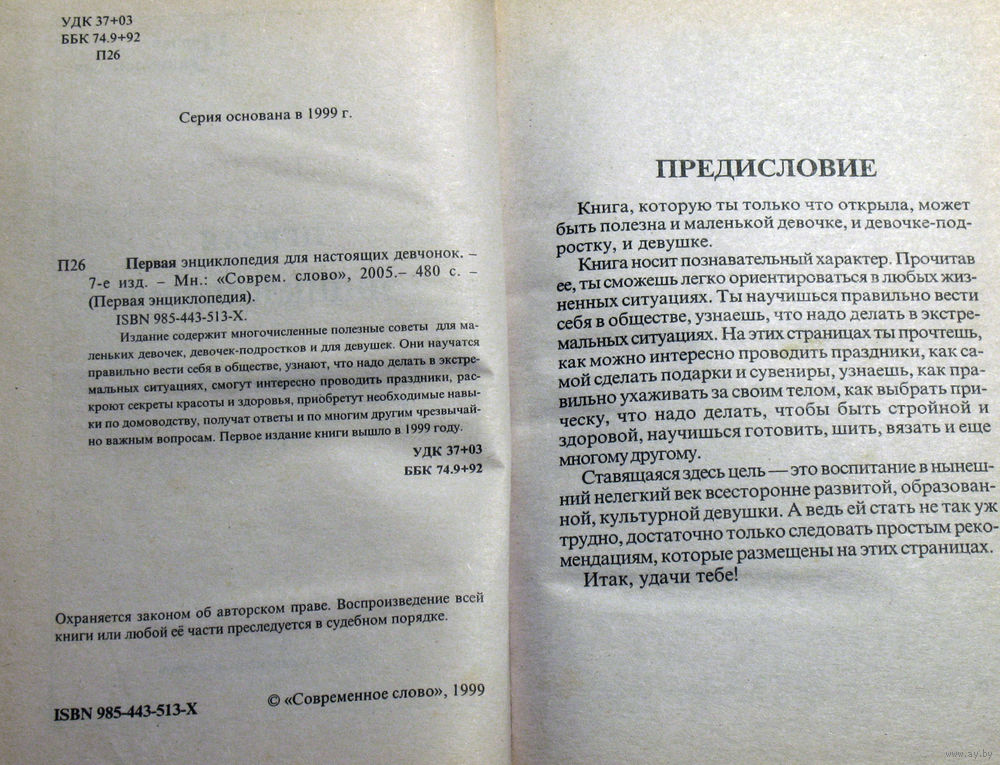 УДК 37+03
ББК 74.9+92
П26
Серия основана в 1999 г.
П26 Первая энциклопедия для настоящих девчонок. –
7-е изд. – Мн.: «Соврем. слово», 2005.– 480 с. –
(Первая энциклопедия).
ISBN 985-443-513-X.
Издание содержит многочисленные полезные советы для ма-
леньких девочек, девочек-подростков и для девушек. Они научатся
правильно вести себя в обществе, узнают, что надо делать в экстре-
мальных ситуациях, смогут интересно проводить праздники, рас-
кроют секреты красоты и здоровья, приобретут необходимые навы-
ки по домоводству, получат ответы и по многим другим чрезвычай-
но важным вопросам. Первое издание книги вышло в 1999 году.
УДК 37+03
ББК 74.9+92
Охраняется законом об авторском праве. Воспроизведение всей
книги или любой её части преследуется в судебном порядке.
© «Современное слово», 1999
ISBN 985-443-513-X
ПРЕДИСЛОВИЕ
Книга, которую ты только что открыла, может
быть полезна и маленькой девочке, и девочке-под-
ростку, и девушке.
Книга носит познавательный характер. Прочитав
ее, ты сможешь легко ориентироваться в любых жиз-
ненных ситуациях. Ты научишься правильно вести
себя в обществе, узнаешь, что надо делать в экстре-
мальных ситуациях. На этих страницах ты прочтешь,
как можно интересно проводить праздники, как са-
мой сделать подарки и сувениры, узнаешь, как пра-
вильно ухаживать за своим телом, как выбрать при-
ческу, что надо делать, чтобы быть стройной и
здоровой, научишься готовить, шить, вязать и еще
многому другому.
Ставящаяся здесь цель — это воспитание в нынеш-
ний нелегкий век всесторонне развитой, образован-
ной, культурной девушки. А ведь ей стать не так уж
трудно, достаточно только следовать простым реко-
мендациям, которые размещены на этих страницах.
Итак, удачи тебе!
www.ay.by